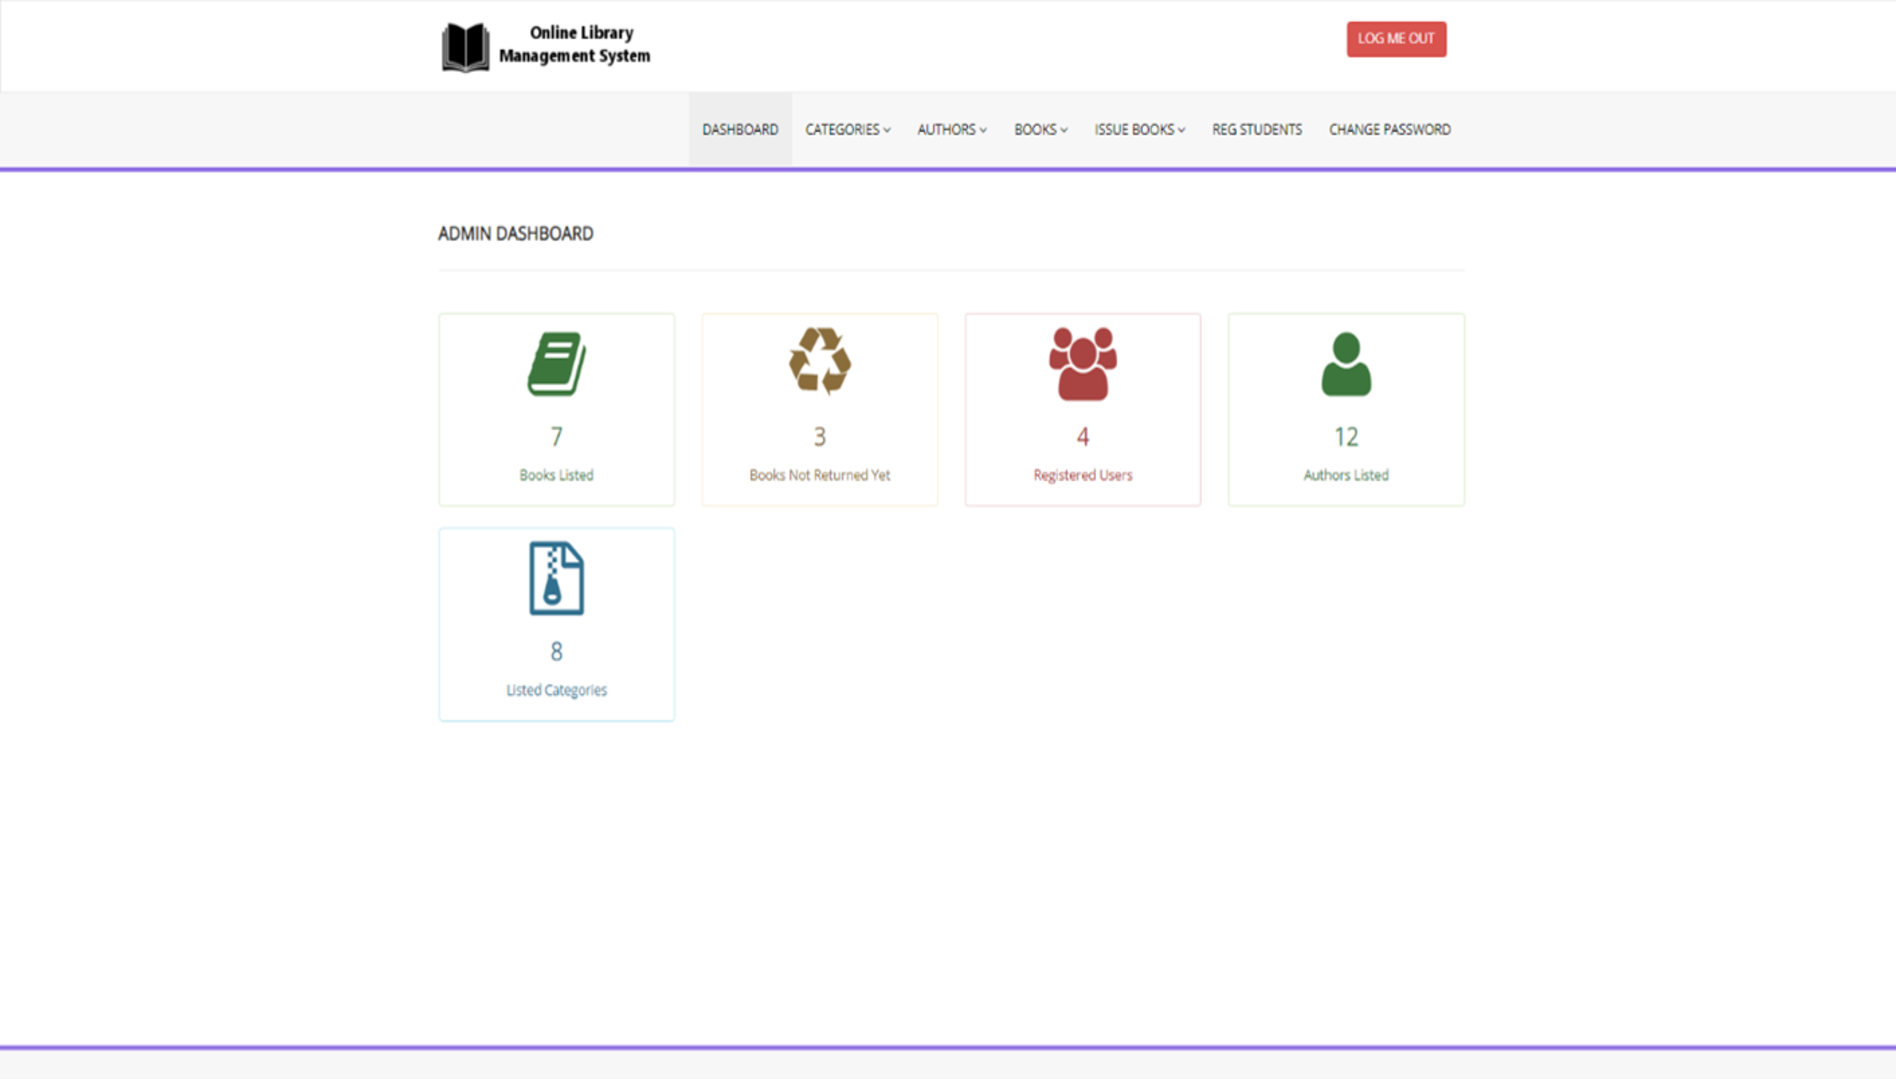 Online Library
Management System
LOG ME OUT
DASHBOARD CATEGORIES AUTHORS BOOKS ISSUE BOOKS REG STUDENTS CHANGE PASSWORD
ADMIN DASHBOARD
7
Books Listed
3
Books Not Returned Yet
4
Registered Users
12
Authors Listed
8
Listed Categories